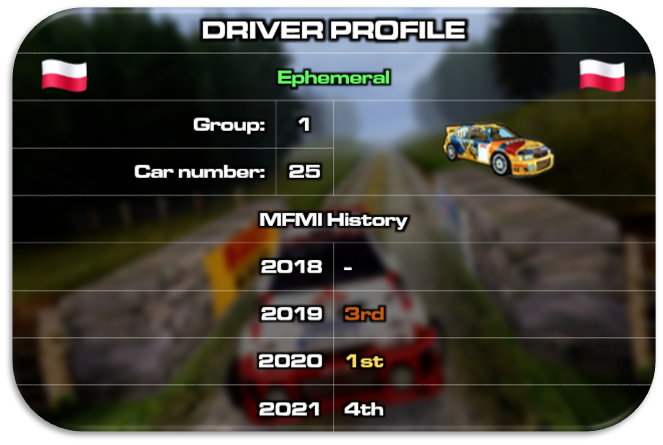 DRIVER PROFILE
Ephemeral
Group: 1
Car number: 25
MFMI History
2018 -
2019 3rd
2020 1st
2021 4th